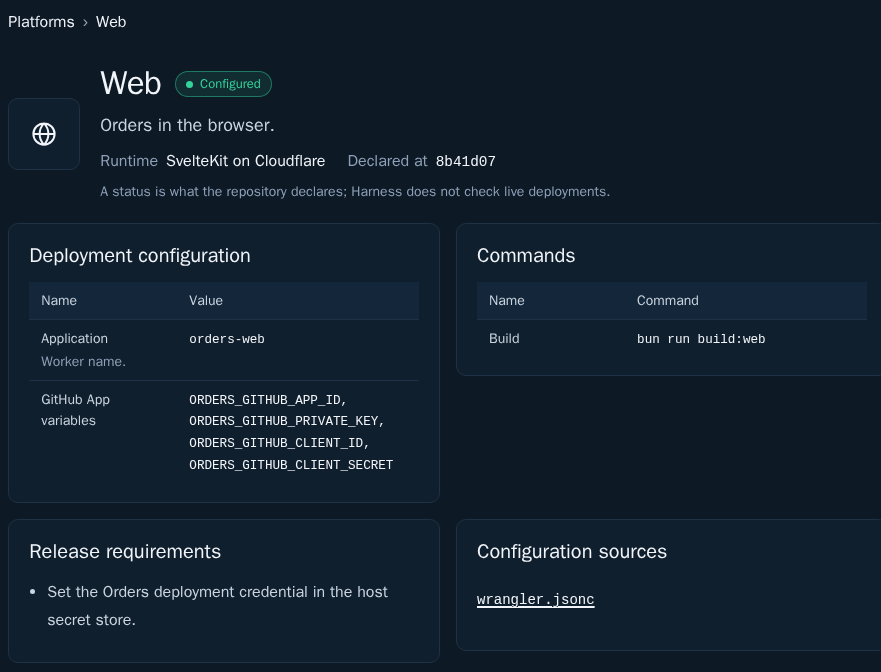 Platforms › Web
Web
Configured
Orders in the browser.
Runtime SvelteKit on Cloudflare Declared at 8b41d07
A status is what the repository declares; Harness does not check live deployments.
Deployment configuration
Name Value
Application orders-web
Worker name.
GitHub App variables
ORDERS_GITHUB_APP_ID,
ORDERS_GITHUB_PRIVATE_KEY,
ORDERS_GITHUB_CLIENT_ID,
ORDERS_GITHUB_CLIENT_SECRET
Commands
Name Command
Build bun run build:web
Release requirements
• Set the Orders deployment credential in the host
secret store.
Configuration sources
wrangler.jsonc